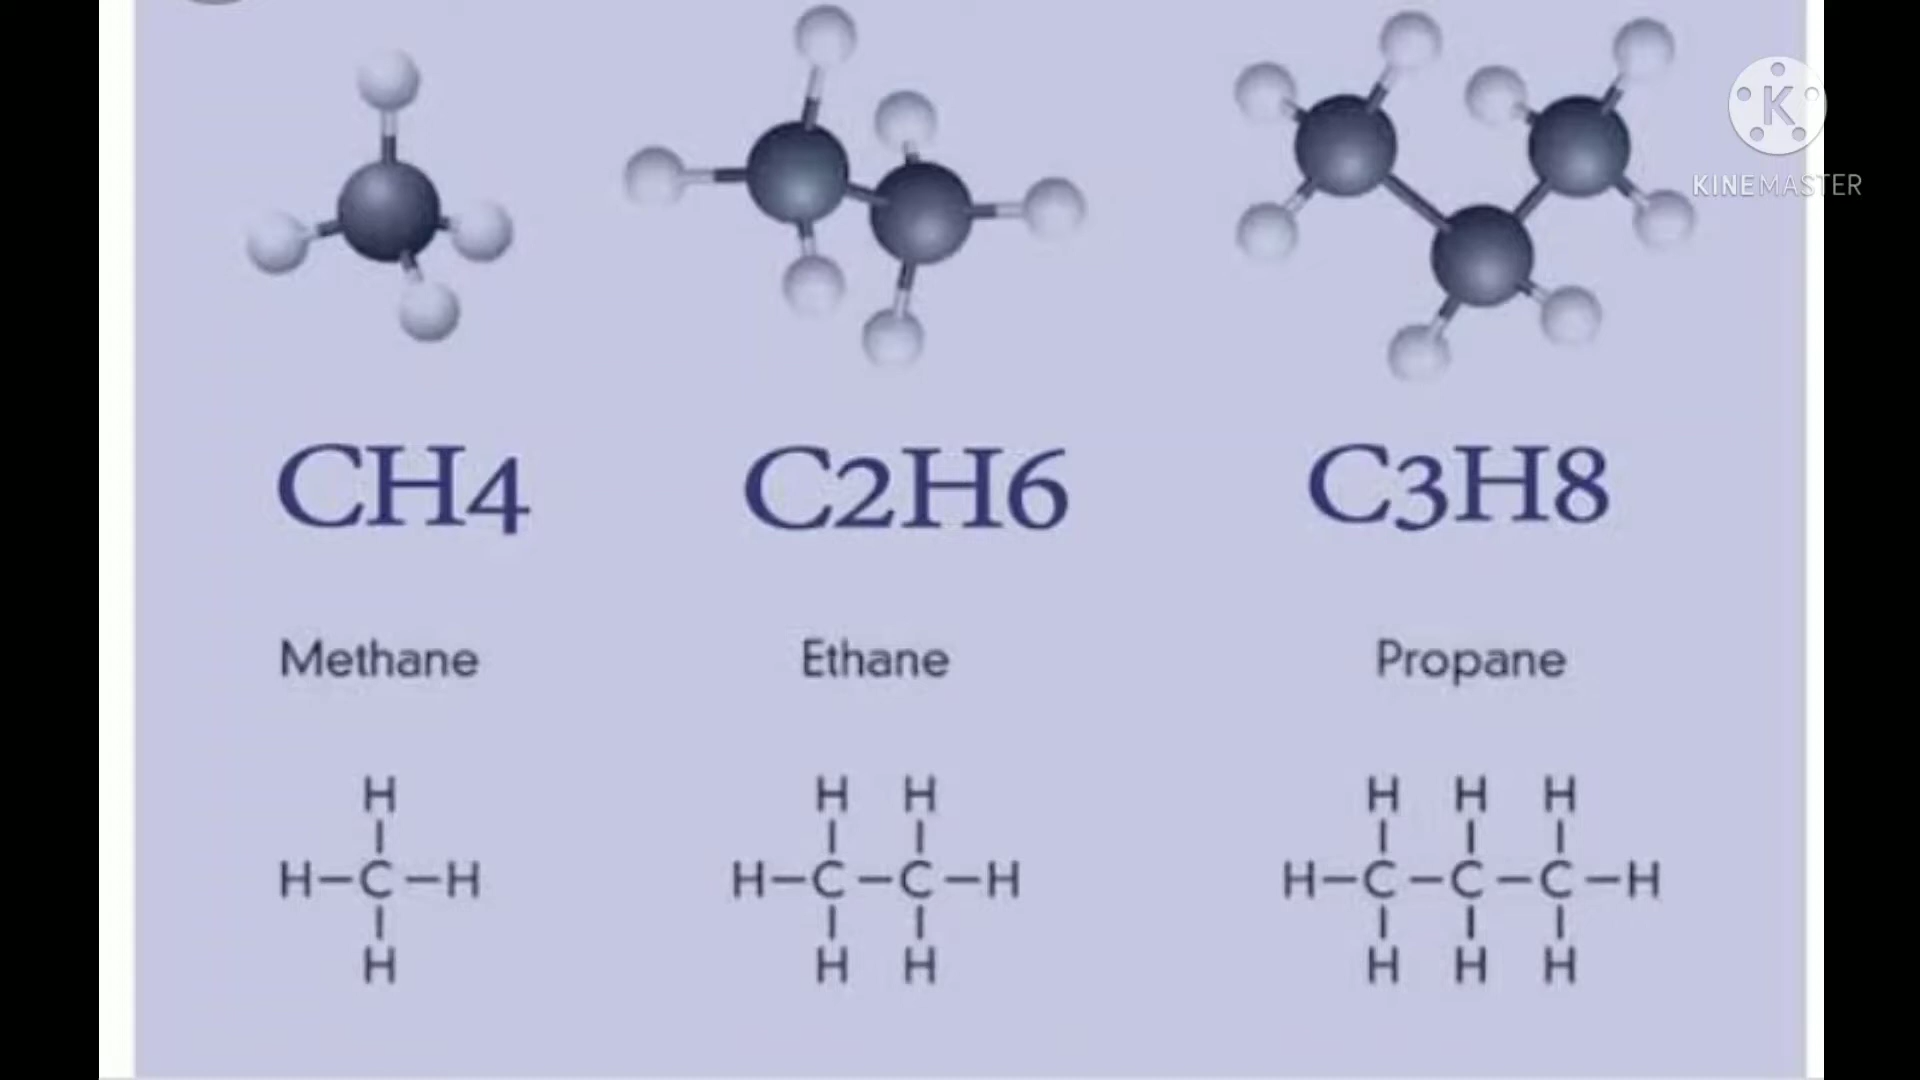 K
KINEMASTER
CH4 C2H6 C3H8
Methane Ethane Propane
H H H H H H
H-C-H H-C-C-H H-C-C-C-H
H H H H H H